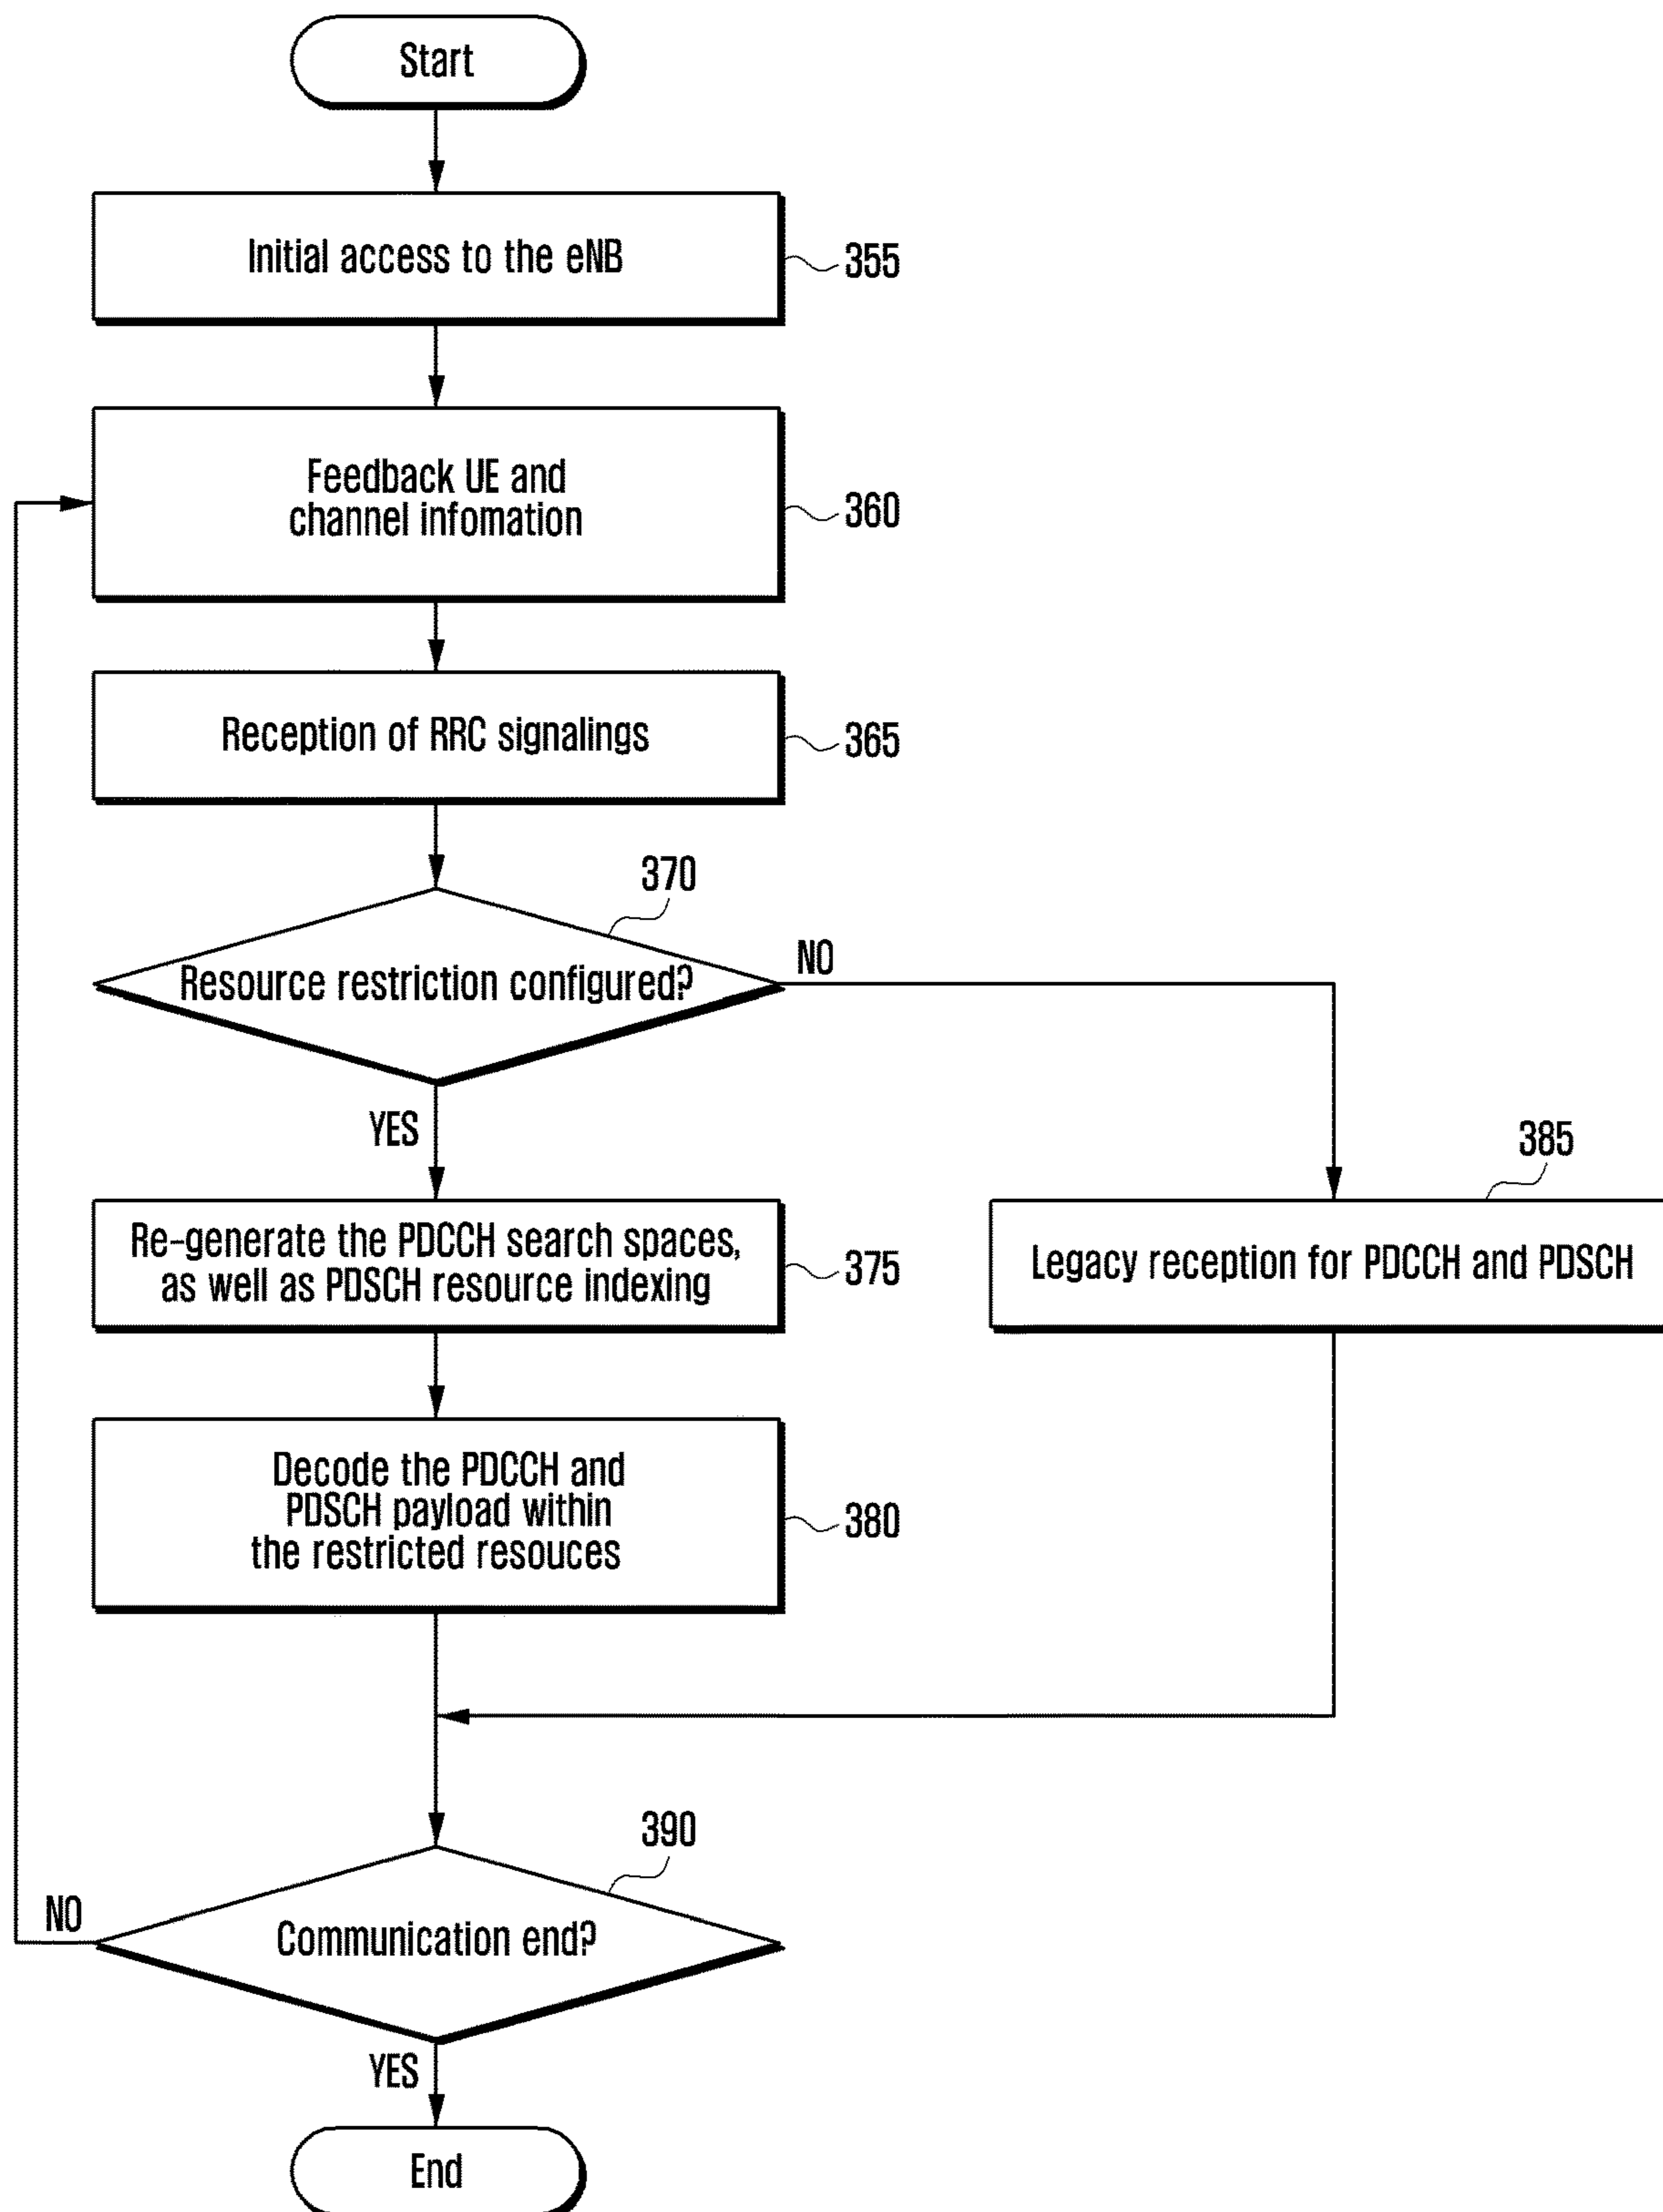 Start
Initial access to the eNB
355
Feedback UE and
channel infomation
360
Reception of RRC signalings
365
370
Resource restriction configured?
NO
YES
385
Re-generate the PDCCH search spaces,
as well as PDSCH resource indexing
375
Legacy reception for PDCCH and PDSCH
Decode the PDCCH and
PDSCH payload within
the restricted resouces
380
390
Communication end?
NO
YES
End